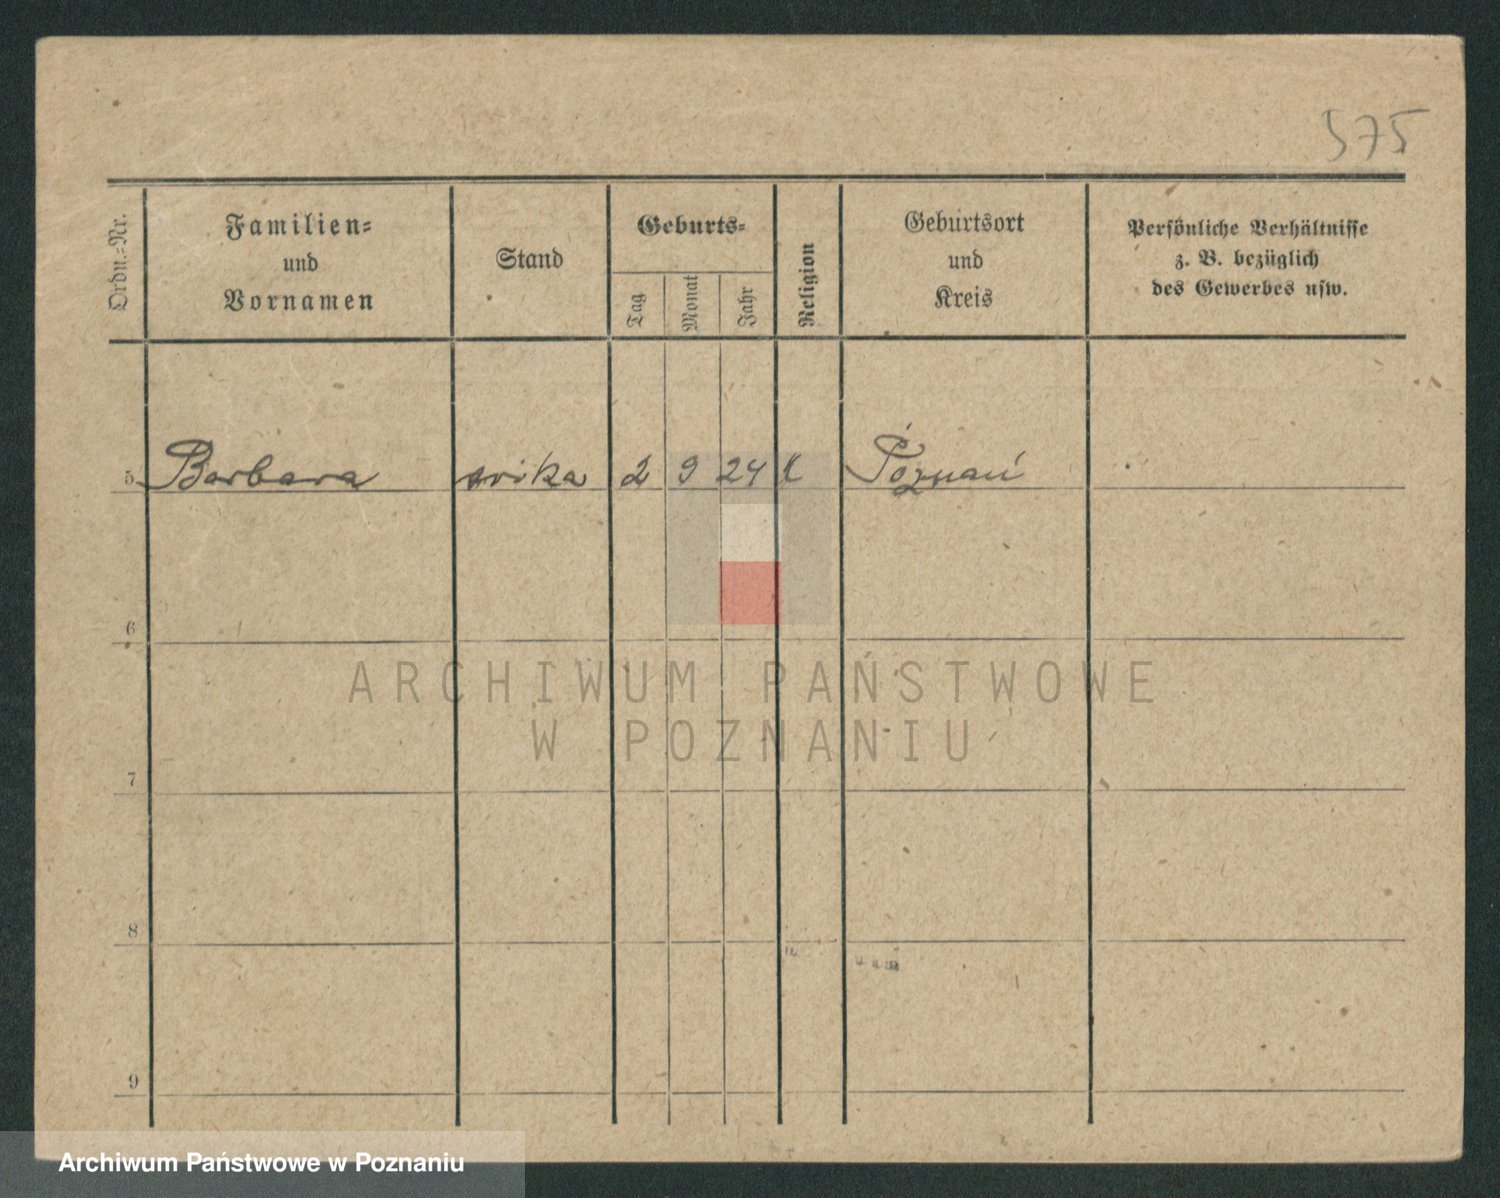 575
Ordn.-Nr.
Familien-
und
Vornamen
Stand
Geburts-
Tag
Monat
Jahr
Religion
Geburtsort
und
Kreis
Persönliche Verhältnisse
z. B. bezüglich
des Gewerbes usw.
5 Barbara 2 9 24 k Poznań
6
ARCHIWUM PAŃSTWOWE
W POZNANIU
7
8
9
Archiwum Państwowe w Poznaniu